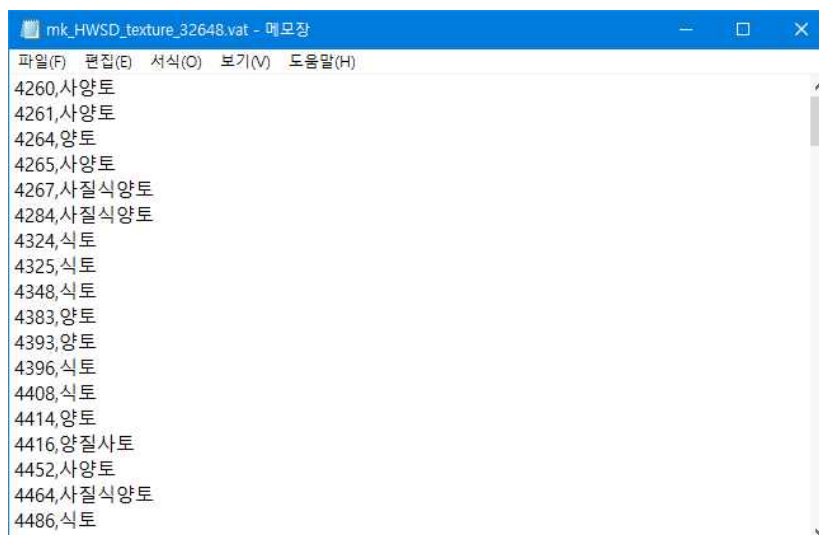 mk_HWSD_texture_32648.vat - 메모장
파일(F) 편집(E) 서식(O) 보기(V) 도움말(H)
4260,사양토
4261,사양토
4264,양토
4265,사양토
4267,사질식양토
4284,사질식양토
4324,식토
4325,식토
4348,식토
4383,양토
4393,양토
4396,식토
4408,식토
4414,양토
4416,양질사토
4452,사양토
4464,사질식양토
4486,식토